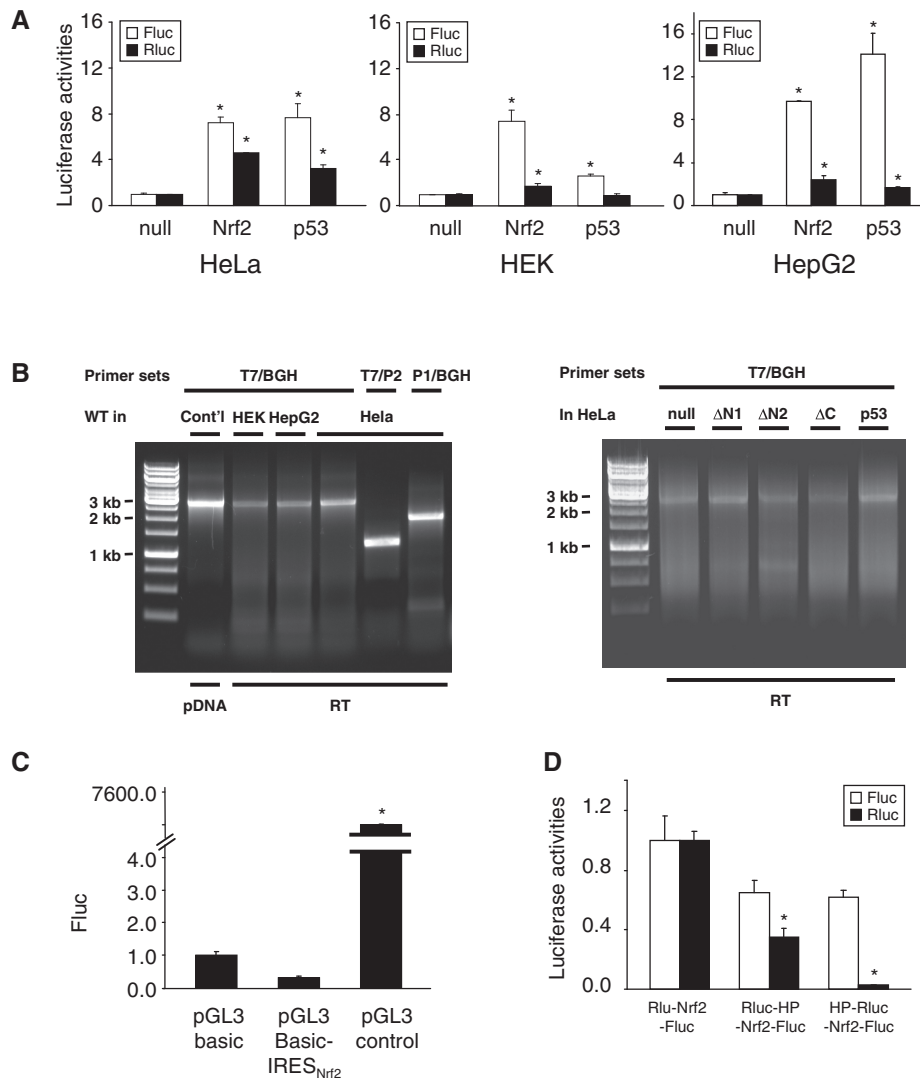 A
Luciferase activities
16
12
8
4
0
Fluc
Rluc
* * * *
null Nrf2 p53
HeLa
16
12
8
4
0
Fluc
Rluc
* * *
null Nrf2 p53
HEK
16
12
8
4
0
Fluc
Rluc
* * * *
null Nrf2 p53
HepG2
B
Primer sets T7/BGH T7/P2 P1/BGH
WT in Cont'l HEK HepG2 Hela
3 kb
2 kb
1 kb
pDNA RT
Primer sets T7/BGH
In HeLa null ΔN1 ΔN2 ΔC p53
3 kb
2 kb
1 kb
RT
C
Fluc
7600.0
4.0
3.0
2.0
1.0
0.0
*
pGL3 basic
pGL3 Basic-IRESNrf2
pGL3 control
D
Luciferase activities
1.2
0.8
0.4
0.0
Fluc
Rluc
* *
Rlu-Nrf2 -Fluc
Rluc-HP -Nrf2-Fluc
HP-Rluc -Nrf2-Fluc